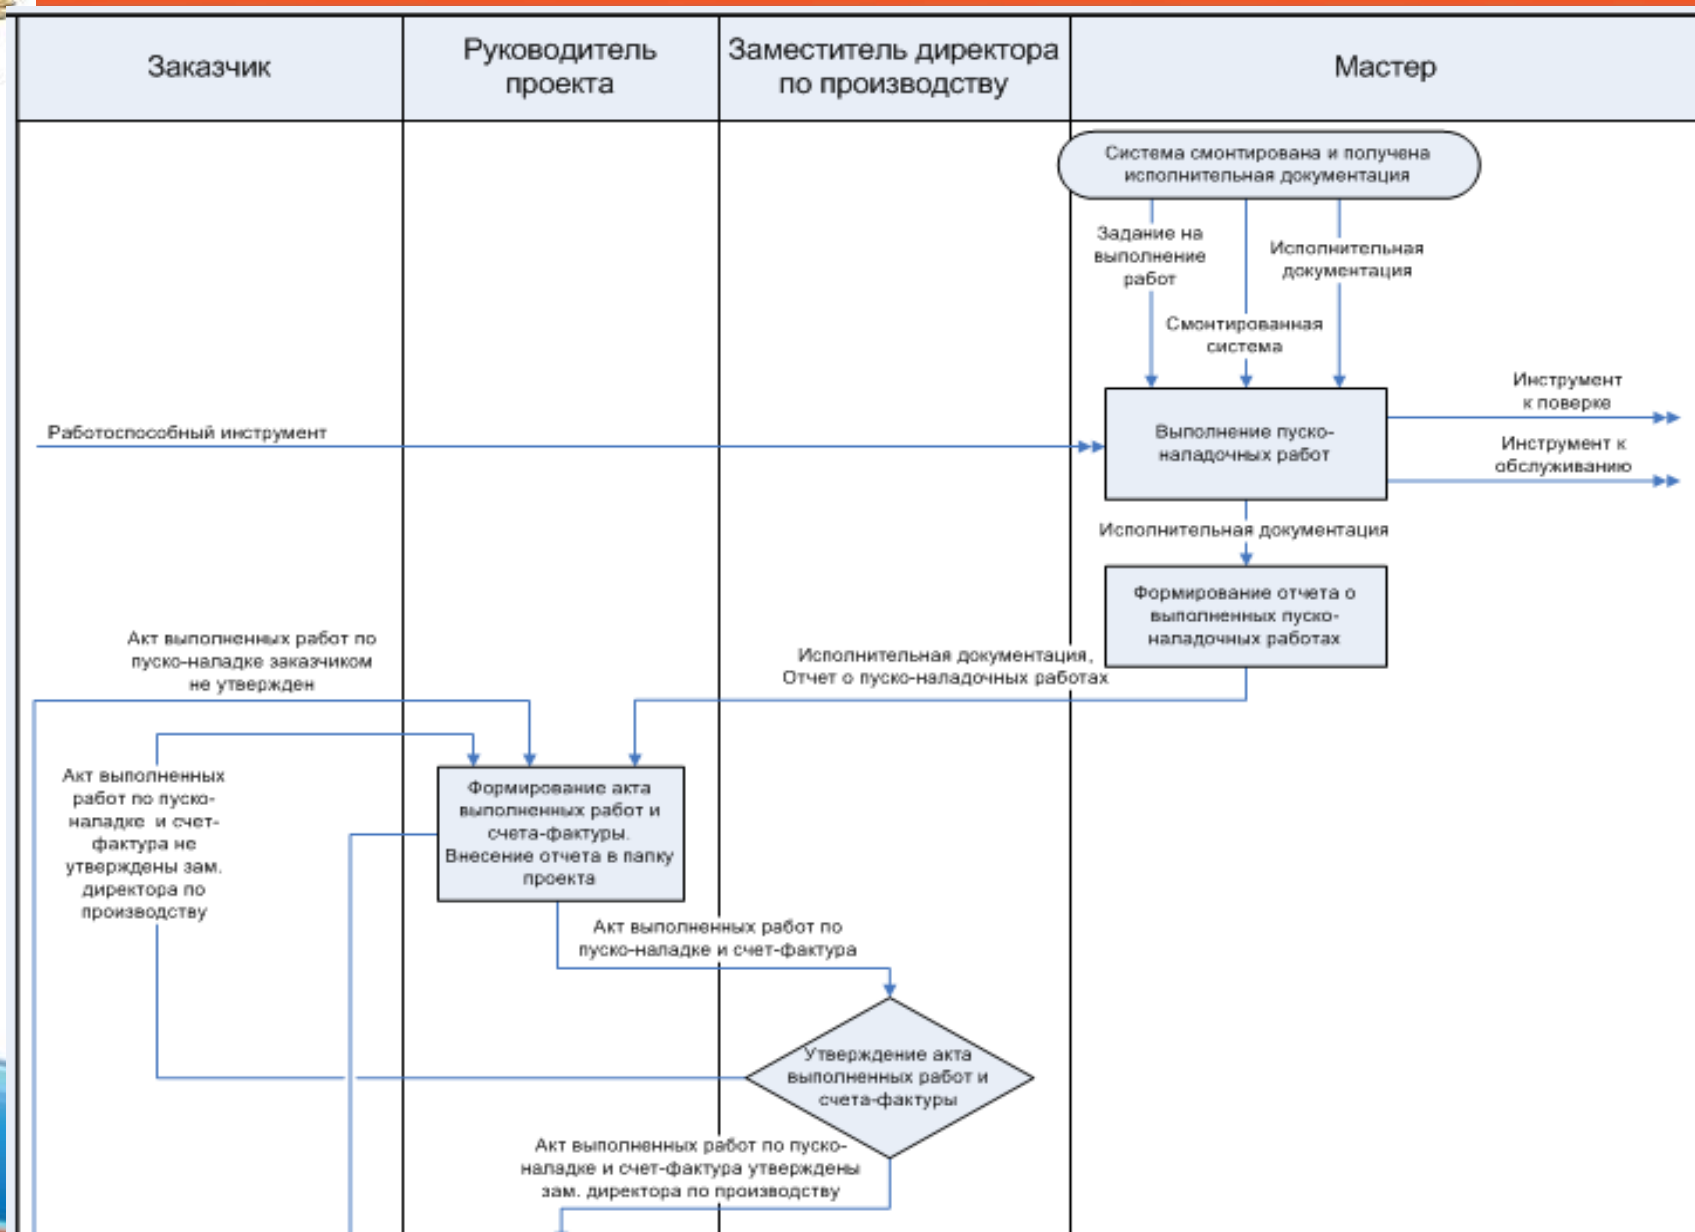 Заказчик
Руководитель
проекта
Заместитель директора
по производству
Мастер
Система смонтирована и получена
исполнительная документация
Задание на
выполнение
работ
Исполнительная
документация
Смонтированная
система
Инструмент
к поверке
Работоспособный инструмент
Выполнение пуско-
наладочных работ
Инструмент к
обслуживанию
Исполнительная документация
Формирование отчета о
выполненных пуско-
наладочных работах
Акт выполненных работ по
пуско-наладке заказчиком
не утвержден
Исполнительная документация,
Отчет о пуско-наладочных работах
Акт выполненных
работ по пуско-
наладке и счет-
фактура не
утверждены зам.
директора по
производству
Формирование акта
выполненных работ и
счета-фактуры.
Внесение отчета в папку
проекта
Акт выполненных работ по
пуско-наладке и счет-фактура
Утверждение акта
выполненных работ и
счета-фактуры
Акт выполненных работ по пуско-
наладке и счет-фактура утверждены
зам. директора по производству